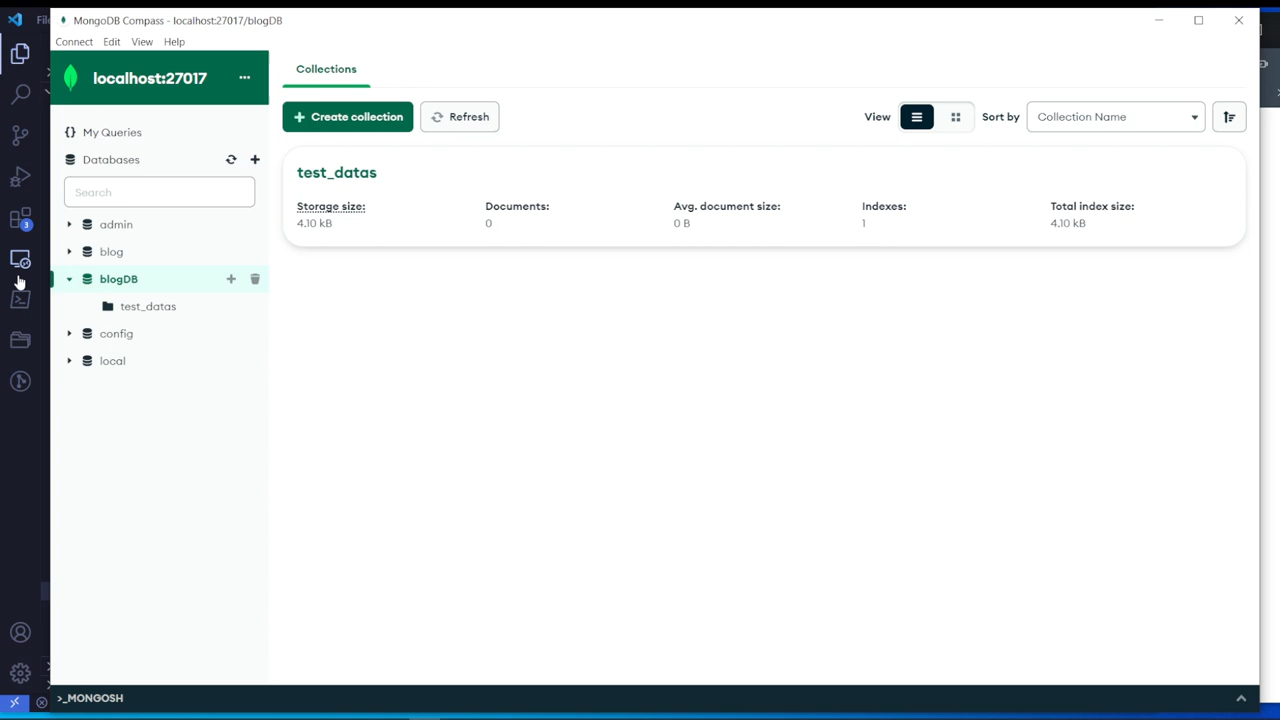 Fil
MongoDB Compass - localhost:27017/blogDB
Connect Edit View Help
localhost:27017
Collections
My Queries
Create collection Refresh View Sort by Collection Name
Databases
Search
test_datas
Storage size: Documents: Avg. document size: Indexes: Total index size:
4.10 kB 0 0 B 1 4.10 kB
3
admin
blog
blogDB
test_datas
config
local
>_MONGOSH